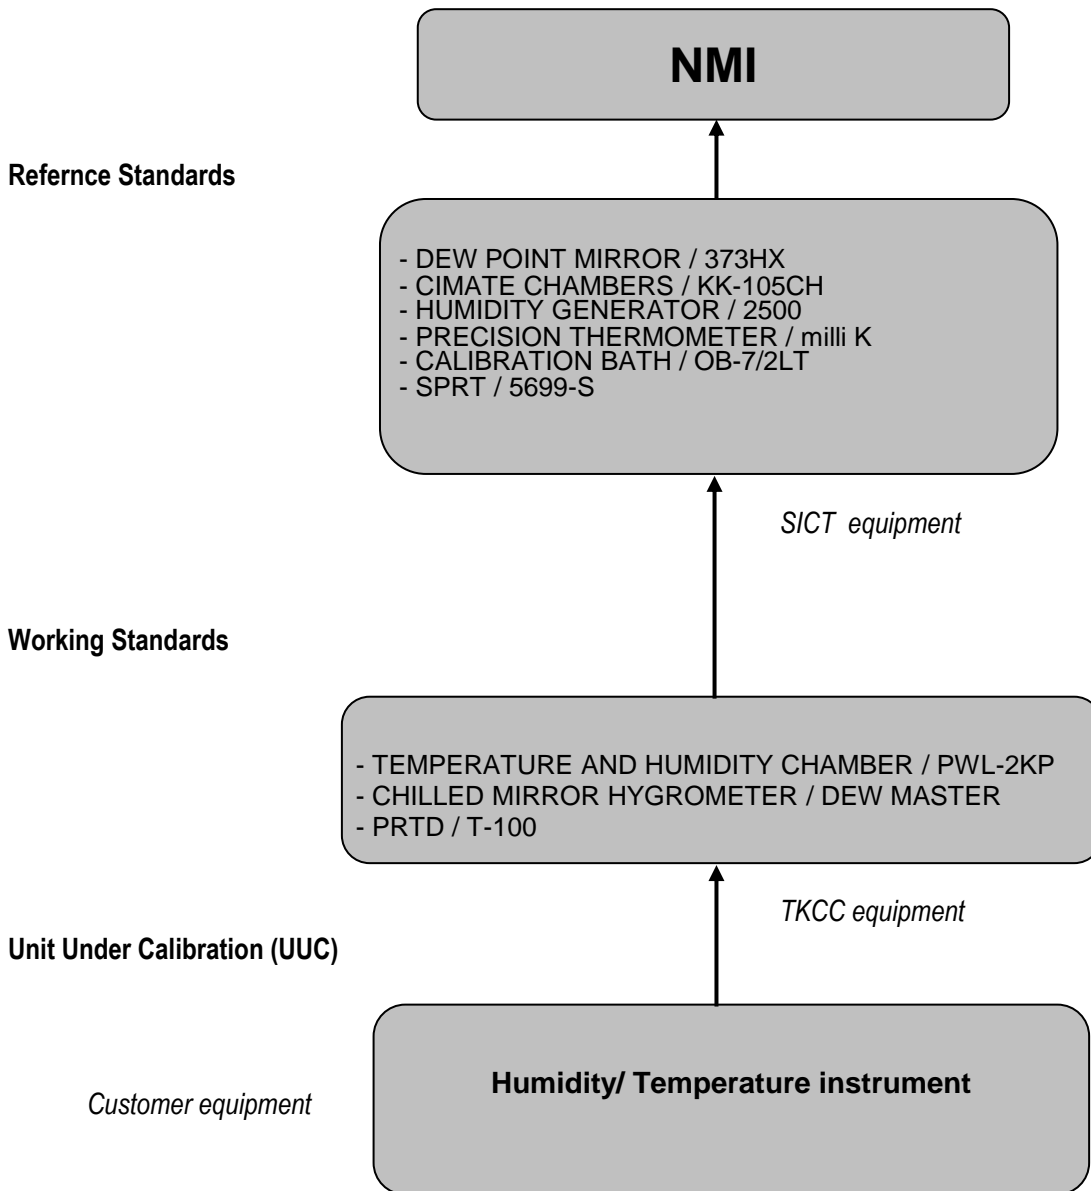 NMI
Refernce Standards
- DEW POINT MIRROR / 373HX
- CIMATE CHAMBERS / KK-105CH
- HUMIDITY GENERATOR / 2500
- PRECISION THERMOMETER / milli K
- CALIBRATION BATH / OB-7/2LT
- SPRT / 5699-S
SICT equipment
Working Standards
- TEMPERATURE AND HUMIDITY CHAMBER / PWL-2KP
- CHILLED MIRROR HYGROMETER / DEW MASTER
- PRTD / T-100
TKCC equipment
Unit Under Calibration (UUC)
Humidity/ Temperature instrument
Customer equipment